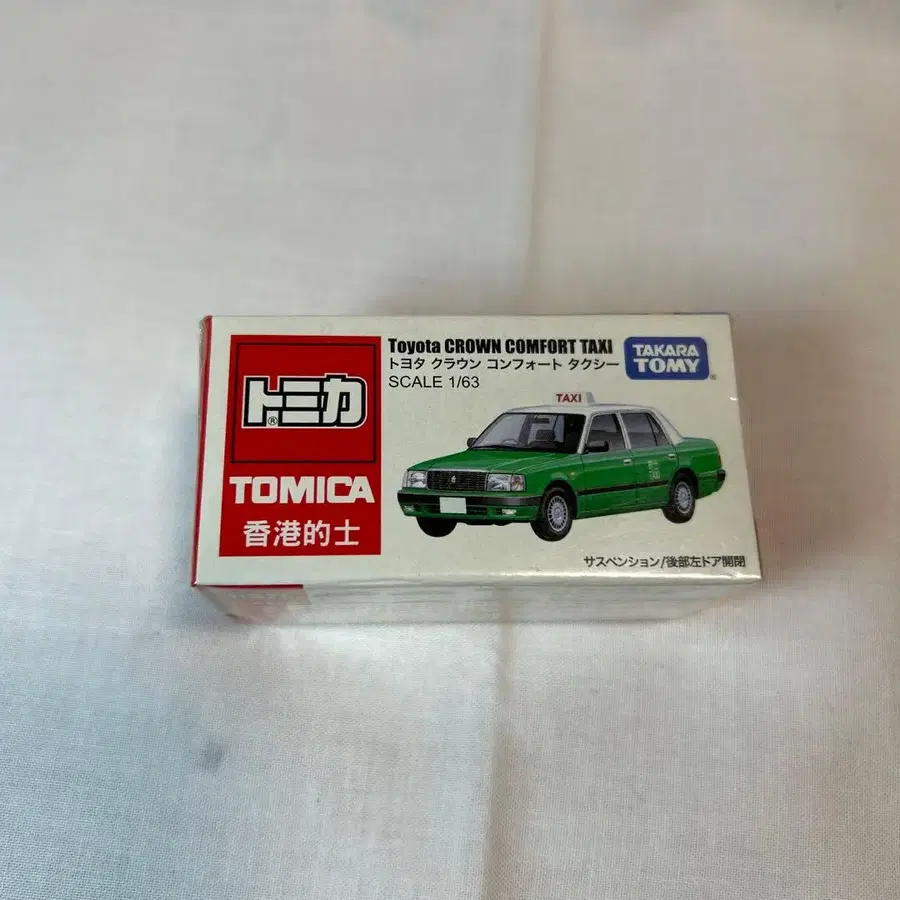 Toyota CROWN COMFORT TAXI
トヨタ クラウン コンフォート タクシー
SCALE 1/63
TAKARA
TOMY
トミカ
®
TOMICA
香港的士
TAXI
サスペンション/後部左ドア開閉